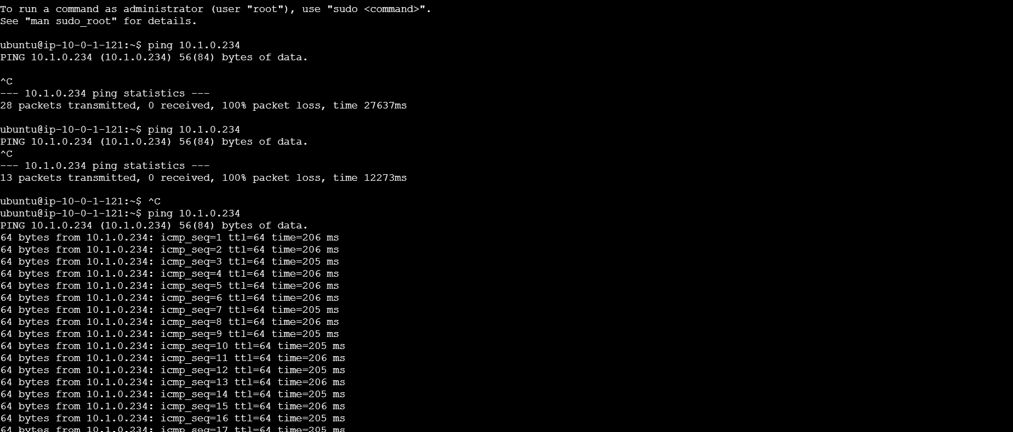 To run a command as administrator (user "root"), use "sudo <command>".
See "man sudo_root" for details.
ubuntu@ip-10-0-1-121:~$ ping 10.1.0.234
PING 10.1.0.234 (10.1.0.234) 56(84) bytes of data.
^C
--- 10.1.0.234 ping statistics ---
28 packets transmitted, 0 received, 100% packet loss, time 27637ms
ubuntu@ip-10-0-1-121:~$ ping 10.1.0.234
PING 10.1.0.234 (10.1.0.234) 56(84) bytes of data.
^C
--- 10.1.0.234 ping statistics ---
13 packets transmitted, 0 received, 100% packet loss, time 12273ms
ubuntu@ip-10-0-1-121:~$ ^C
ubuntu@ip-10-0-1-121:~$ ping 10.1.0.234
PING 10.1.0.234 (10.1.0.234) 56(84) bytes of data.
64 bytes from 10.1.0.234: icmp_seq=1 ttl=64 time=206 ms
64 bytes from 10.1.0.234: icmp_seq=2 ttl=64 time=206 ms
64 bytes from 10.1.0.234: icmp_seq=3 ttl=64 time=205 ms
64 bytes from 10.1.0.234: icmp_seq=4 ttl=64 time=206 ms
64 bytes from 10.1.0.234: icmp_seq=5 ttl=64 time=206 ms
64 bytes from 10.1.0.234: icmp_seq=6 ttl=64 time=206 ms
64 bytes from 10.1.0.234: icmp_seq=7 ttl=64 time=205 ms
64 bytes from 10.1.0.234: icmp_seq=8 ttl=64 time=206 ms
64 bytes from 10.1.0.234: icmp_seq=9 ttl=64 time=205 ms
64 bytes from 10.1.0.234: icmp_seq=10 ttl=64 time=205 ms
64 bytes from 10.1.0.234: icmp_seq=11 ttl=64 time=206 ms
64 bytes from 10.1.0.234: icmp_seq=12 ttl=64 time=205 ms
64 bytes from 10.1.0.234: icmp_seq=13 ttl=64 time=206 ms
64 bytes from 10.1.0.234: icmp_seq=14 ttl=64 time=205 ms
64 bytes from 10.1.0.234: icmp_seq=15 ttl=64 time=206 ms
64 bytes from 10.1.0.234: icmp_seq=16 ttl=64 time=205 ms
64 bytes from 10.1.0.234: icmp_seq=17 ttl=64 time=205 ms